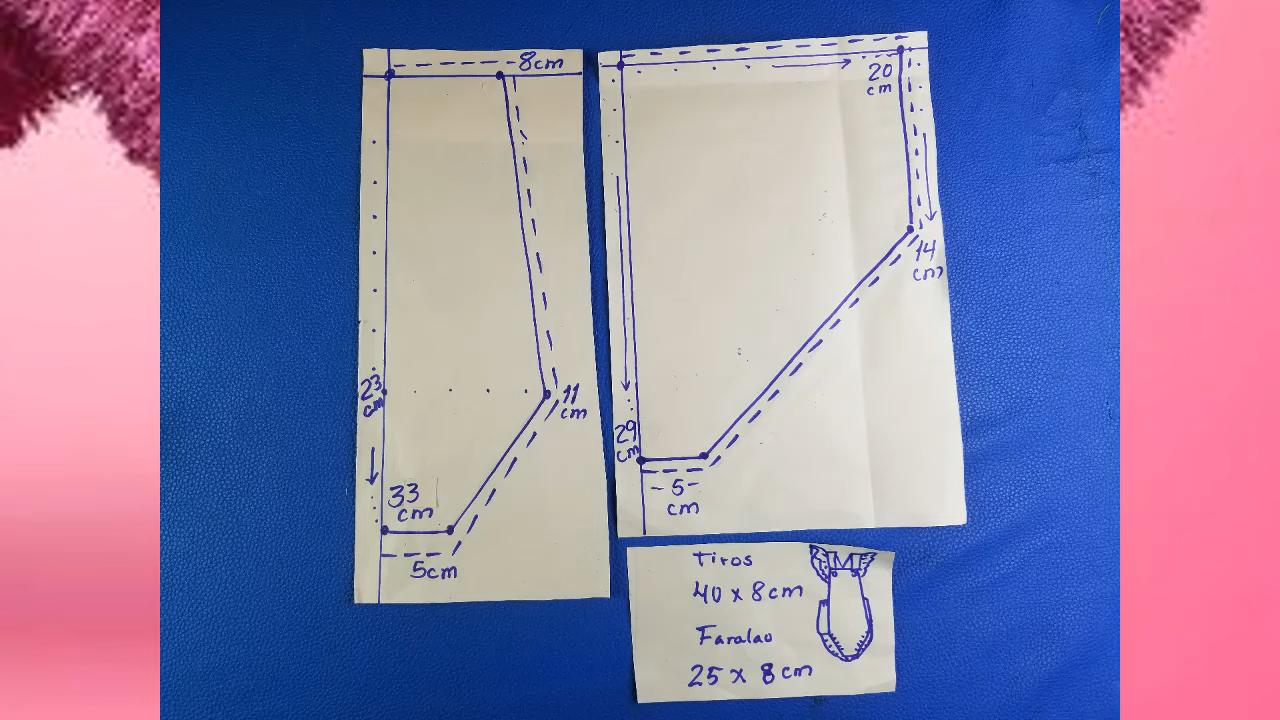 8cm
23
cm
11
cm
33
cm
5cm
20
cm
14
cm
29
cm
-5-
cm
Tiros
40 x 8cm
Faralao
25 x 8cm